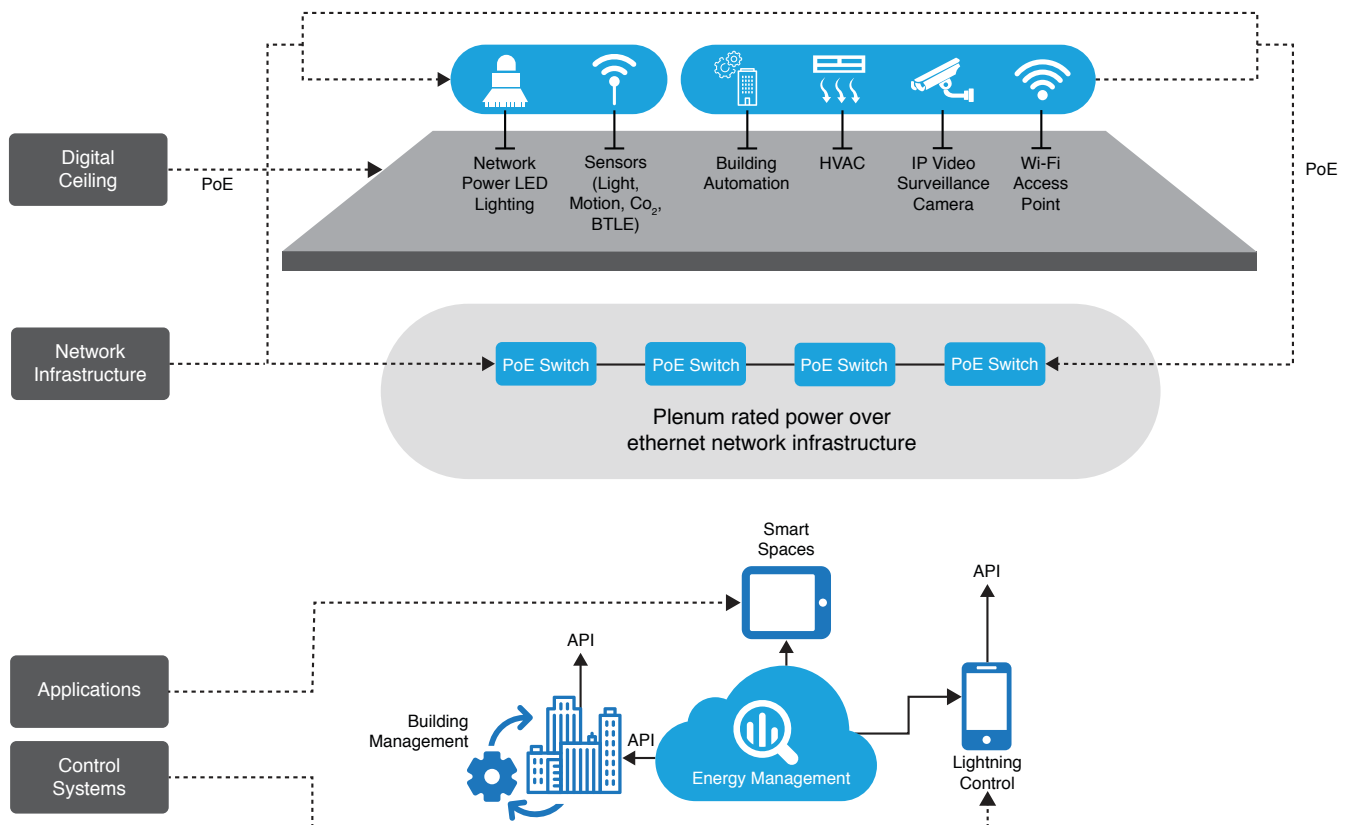 Digital
Ceiling
PoE
Network
Power LED
Lighting
Sensors
(Light,
Motion, Co₂,
BTLE)
Building
Automation
HVAC
IP Video
Surveillance
Camera
Wi-Fi
Access
Point
PoE
Network
Infrastructure
PoE Switch
PoE Switch
PoE Switch
PoE Switch
Plenum rated power over
ethernet network infrastructure
Smart
Spaces
API
API
Applications
Building
Management
API
Control
Systems
Energy Management
Lightning
Control